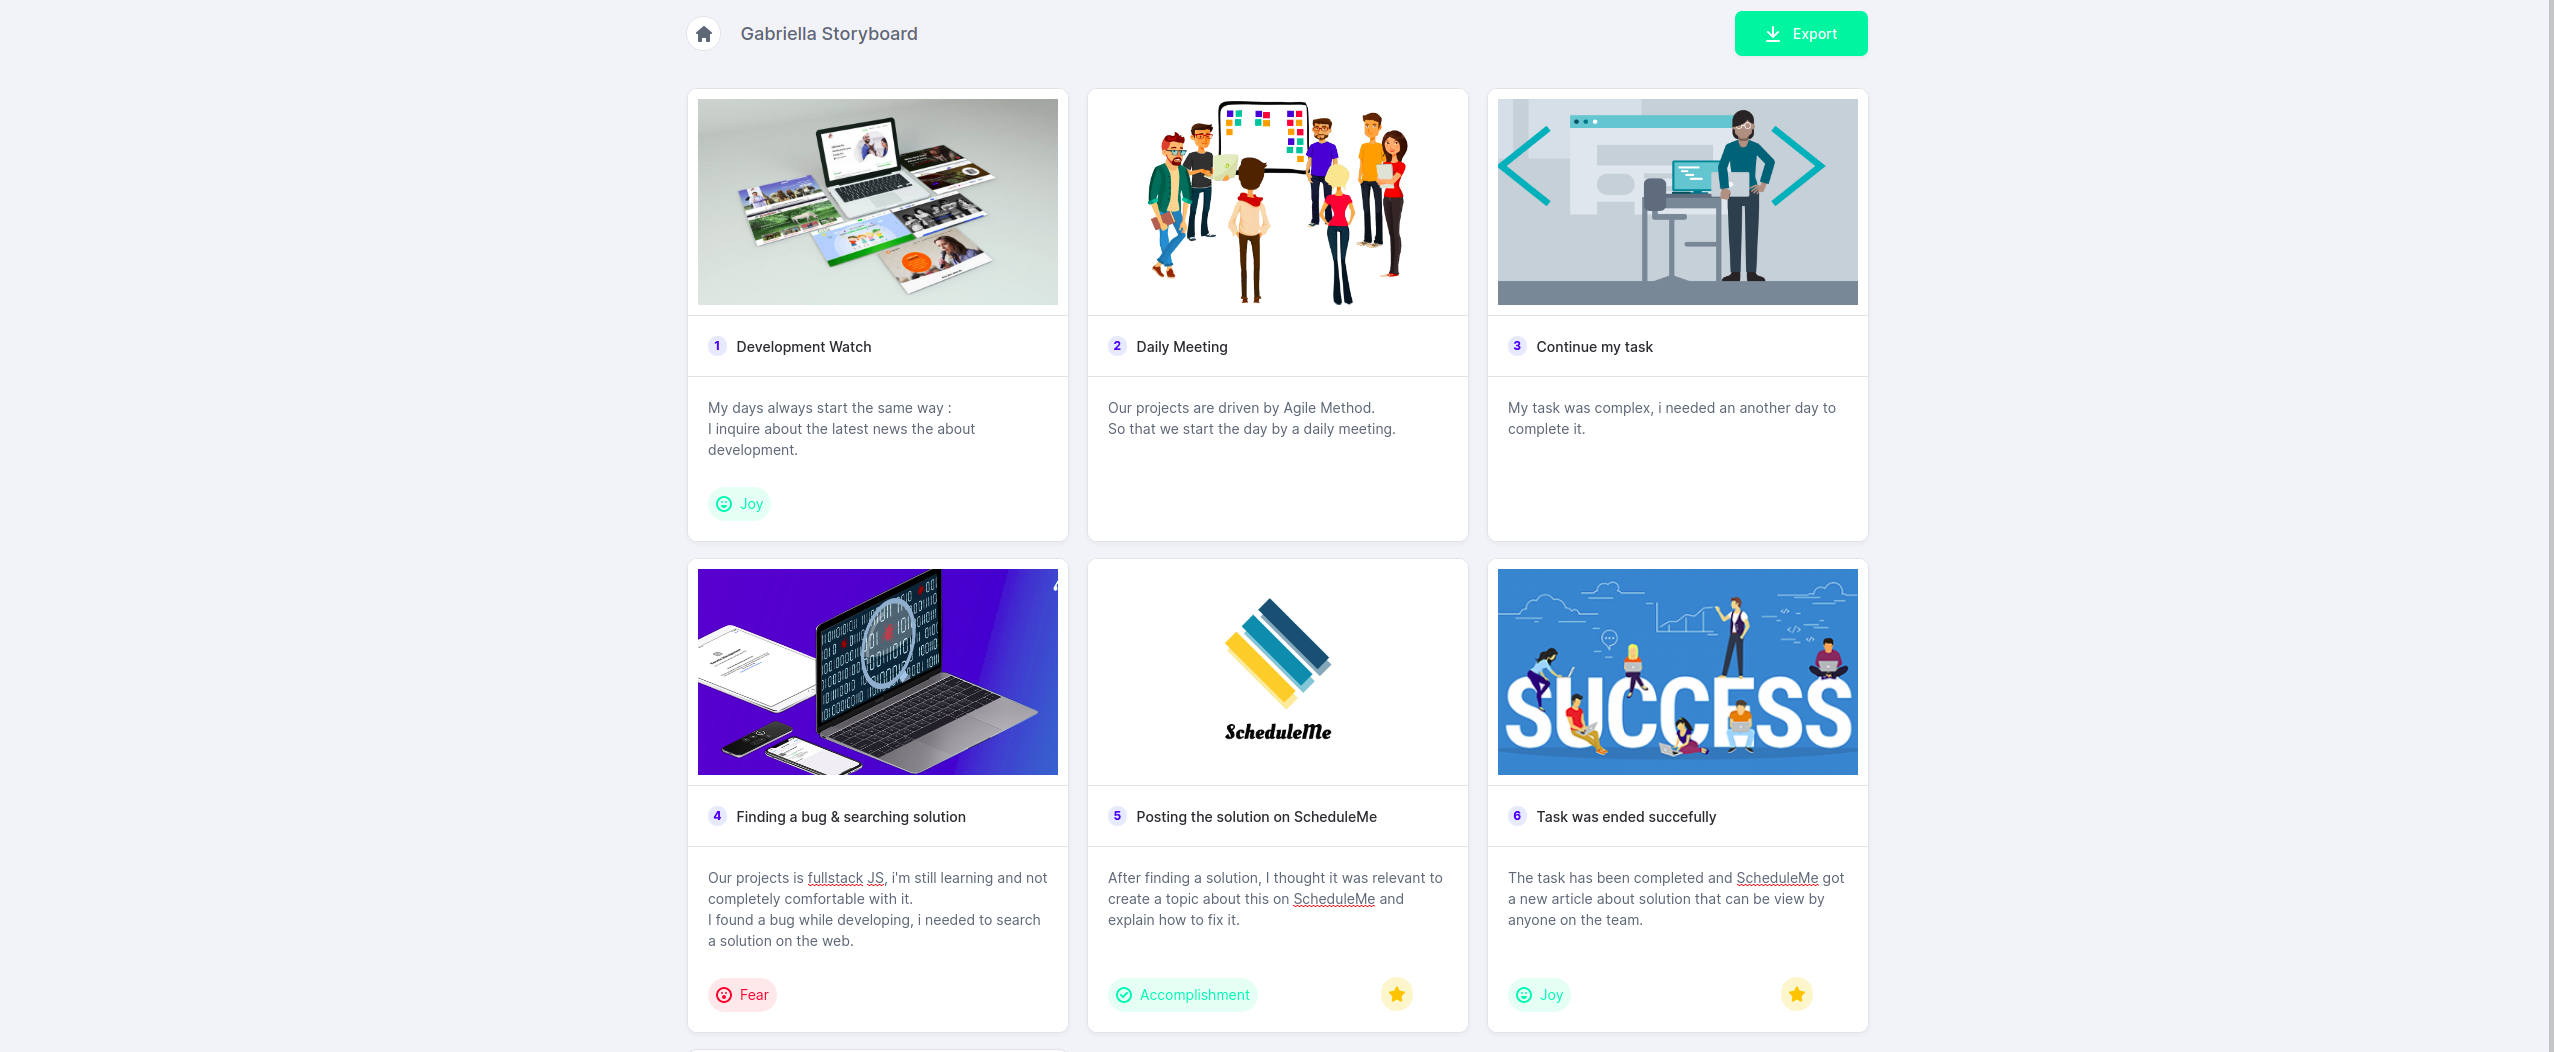 Gabriella Storyboard
Export
1 Development Watch
My days always start the same way :
I inquire about the latest news the about
development.
Joy
2 Daily Meeting
Our projects are driven by Agile Method.
So that we start the day by a daily meeting.
3 Continue my task
My task was complex, i needed an another day to
complete it.
ScheduleMe
SUCCESS
4 Finding a bug & searching solution
Our projects is fullstack JS, i'm still learning and not
completely comfortable with it.
I found a bug while developing, i needed to search
a solution on the web.
Fear
5 Posting the solution on ScheduleMe
After finding a solution, I thought it was relevant to
create a topic about this on ScheduleMe and
explain how to fix it.
Accomplishment
6 Task was ended succefully
The task has been completed and ScheduleMe got
a new article about solution that can be view by
anyone on the team.
Joy